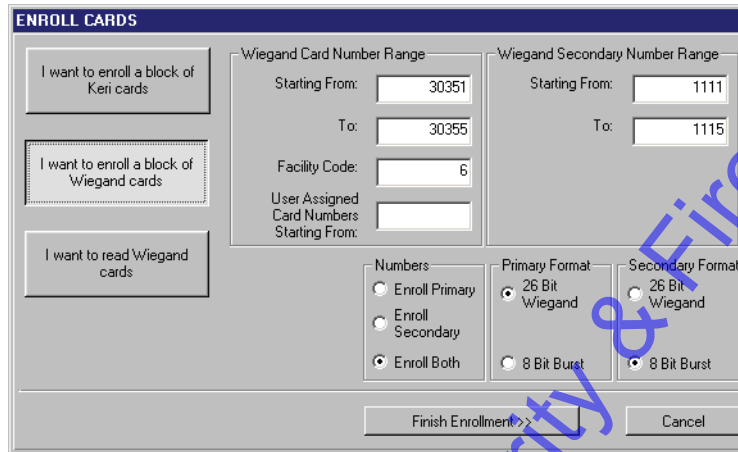 ENROLL CARDS
I want to enroll a block of
Keri cards
I want to enroll a block of
Wiegand cards
I want to read Wiegand
cards
Wiegand Card Number Range
Starting From: 30351
To: 30355
Facility Code: 6
User Assigned
Card Numbers
Starting From:
Wiegand Secondary Number Range
Starting From: 1111
To: 1115
Numbers
Enroll Primary
Enroll
Secondary
Enroll Both
Primary Format
26 Bit
Wiegand
8 Bit Burst
Secondary Format
26 Bit
Wiegand
8 Bit Burst
Finish Enrollment >>
Cancel
rity & Fire